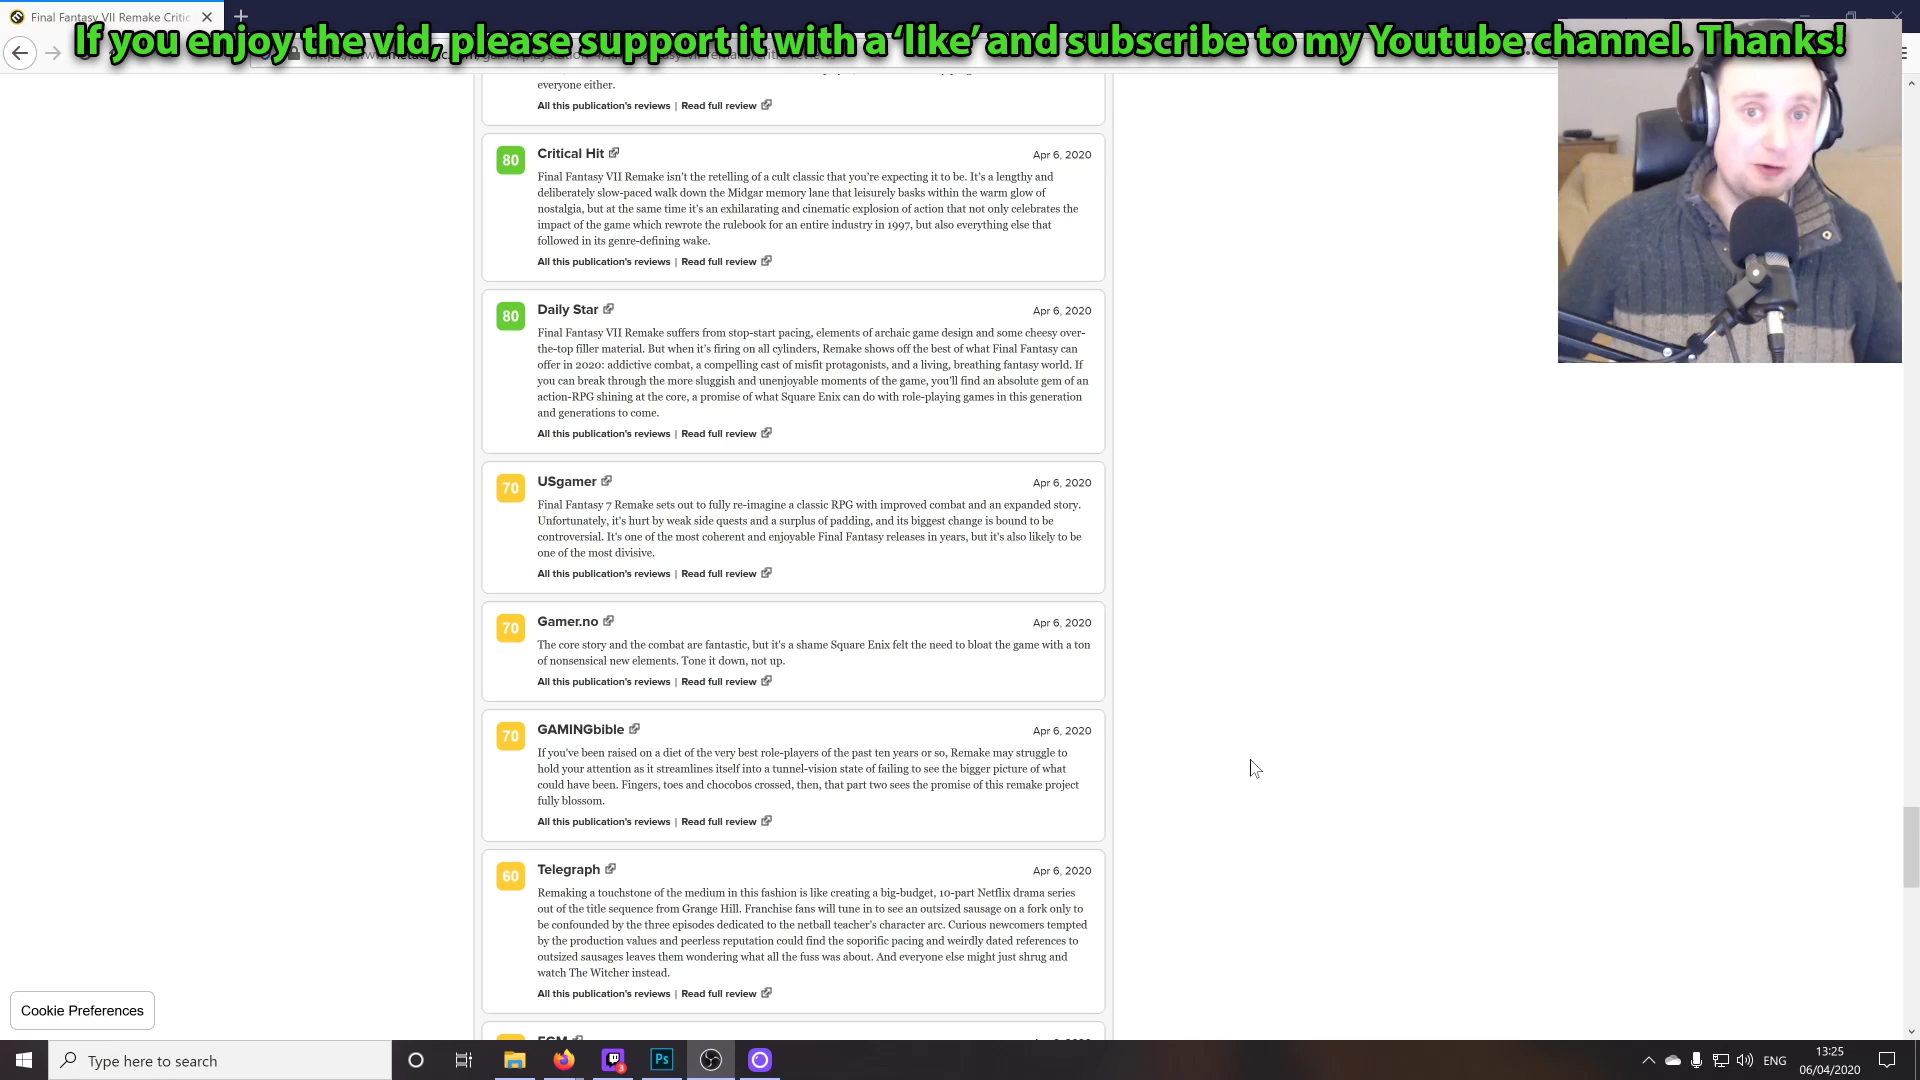 Final Fantasy VII Remake Critic
If you enjoy the vid, please support it with a 'like' and subscribe to my Youtube channel. Thanks!
everyone either.
All this publication's reviews | Read full review
80 Critical Hit Apr 6, 2020
Final Fantasy VII Remake isn't the retelling of a cult classic that you're expecting it to be. It's a lengthy and
deliberately slow-paced walk down the Midgar memory lane that leisurely basks within the warm glow of
nostalgia, but at the same time it's an exhilarating and cinematic explosion of action that not only celebrates the
impact of the game which rewrote the rulebook for an entire industry in 1997, but also everything else that
followed in its genre-defining wake.
All this publication's reviews | Read full review
80 Daily Star Apr 6, 2020
Final Fantasy VII Remake suffers from stop-start pacing, elements of archaic game design and some cheesy over-
the-top filler material. But when it's firing on all cylinders, Remake shows off the best of what Final Fantasy can
offer in 2020: addictive combat, a compelling cast of misfit protagonists, and a living, breathing fantasy world. If
you can break through the more sluggish and unenjoyable moments of the game, you'll find an absolute gem of an
action-RPG shining at the core, a promise of what Square Enix can do with role-playing games in this generation
and generations to come.
All this publication's reviews | Read full review
70 USgamer Apr 6, 2020
Final Fantasy 7 Remake sets out to fully re-imagine a classic RPG with improved combat and an expanded story.
Unfortunately, it's hurt by weak side quests and a surplus of padding, and its biggest change is bound to be
controversial. It's one of the most coherent and enjoyable Final Fantasy releases in years, but it's also likely to be
one of the most divisive.
All this publication's reviews | Read full review
70 Gamer.no Apr 6, 2020
The core story and the combat are fantastic, but it's a shame Square Enix felt the need to bloat the game with a ton
of nonsensical new elements. Tone it down, not up.
All this publication's reviews | Read full review
70 GAMINGbible Apr 6, 2020
If you've been raised on a diet of the very best role-players of the past ten years or so, Remake may struggle to
hold your attention as it streamlines itself into a tunnel-vision state of failing to see the bigger picture of what
could have been. Fingers, toes and chocobos crossed, then, that part two sees the promise of this remake project
fully blossom.
All this publication's reviews | Read full review
60 Telegraph Apr 6, 2020
Remaking a touchstone of the medium in this fashion is like creating a big-budget, 10-part Netflix drama series
out of the title sequence from Grange Hill. Franchise fans will tune in to see an outsized sausage on a fork only to
be confounded by the three episodes dedicated to the netball teacher's character arc. Curious newcomers tempted
by the production values and peerless reputation could find the soporific pacing and weirdly dated references to
outsized sausages leaves them wondering what all the fuss was about. And everyone else might just shrug and
watch The Witcher instead.
All this publication's reviews | Read full review
Cookie Preferences
Type here to search
Ps
3
ENG
13:25
06/04/2020